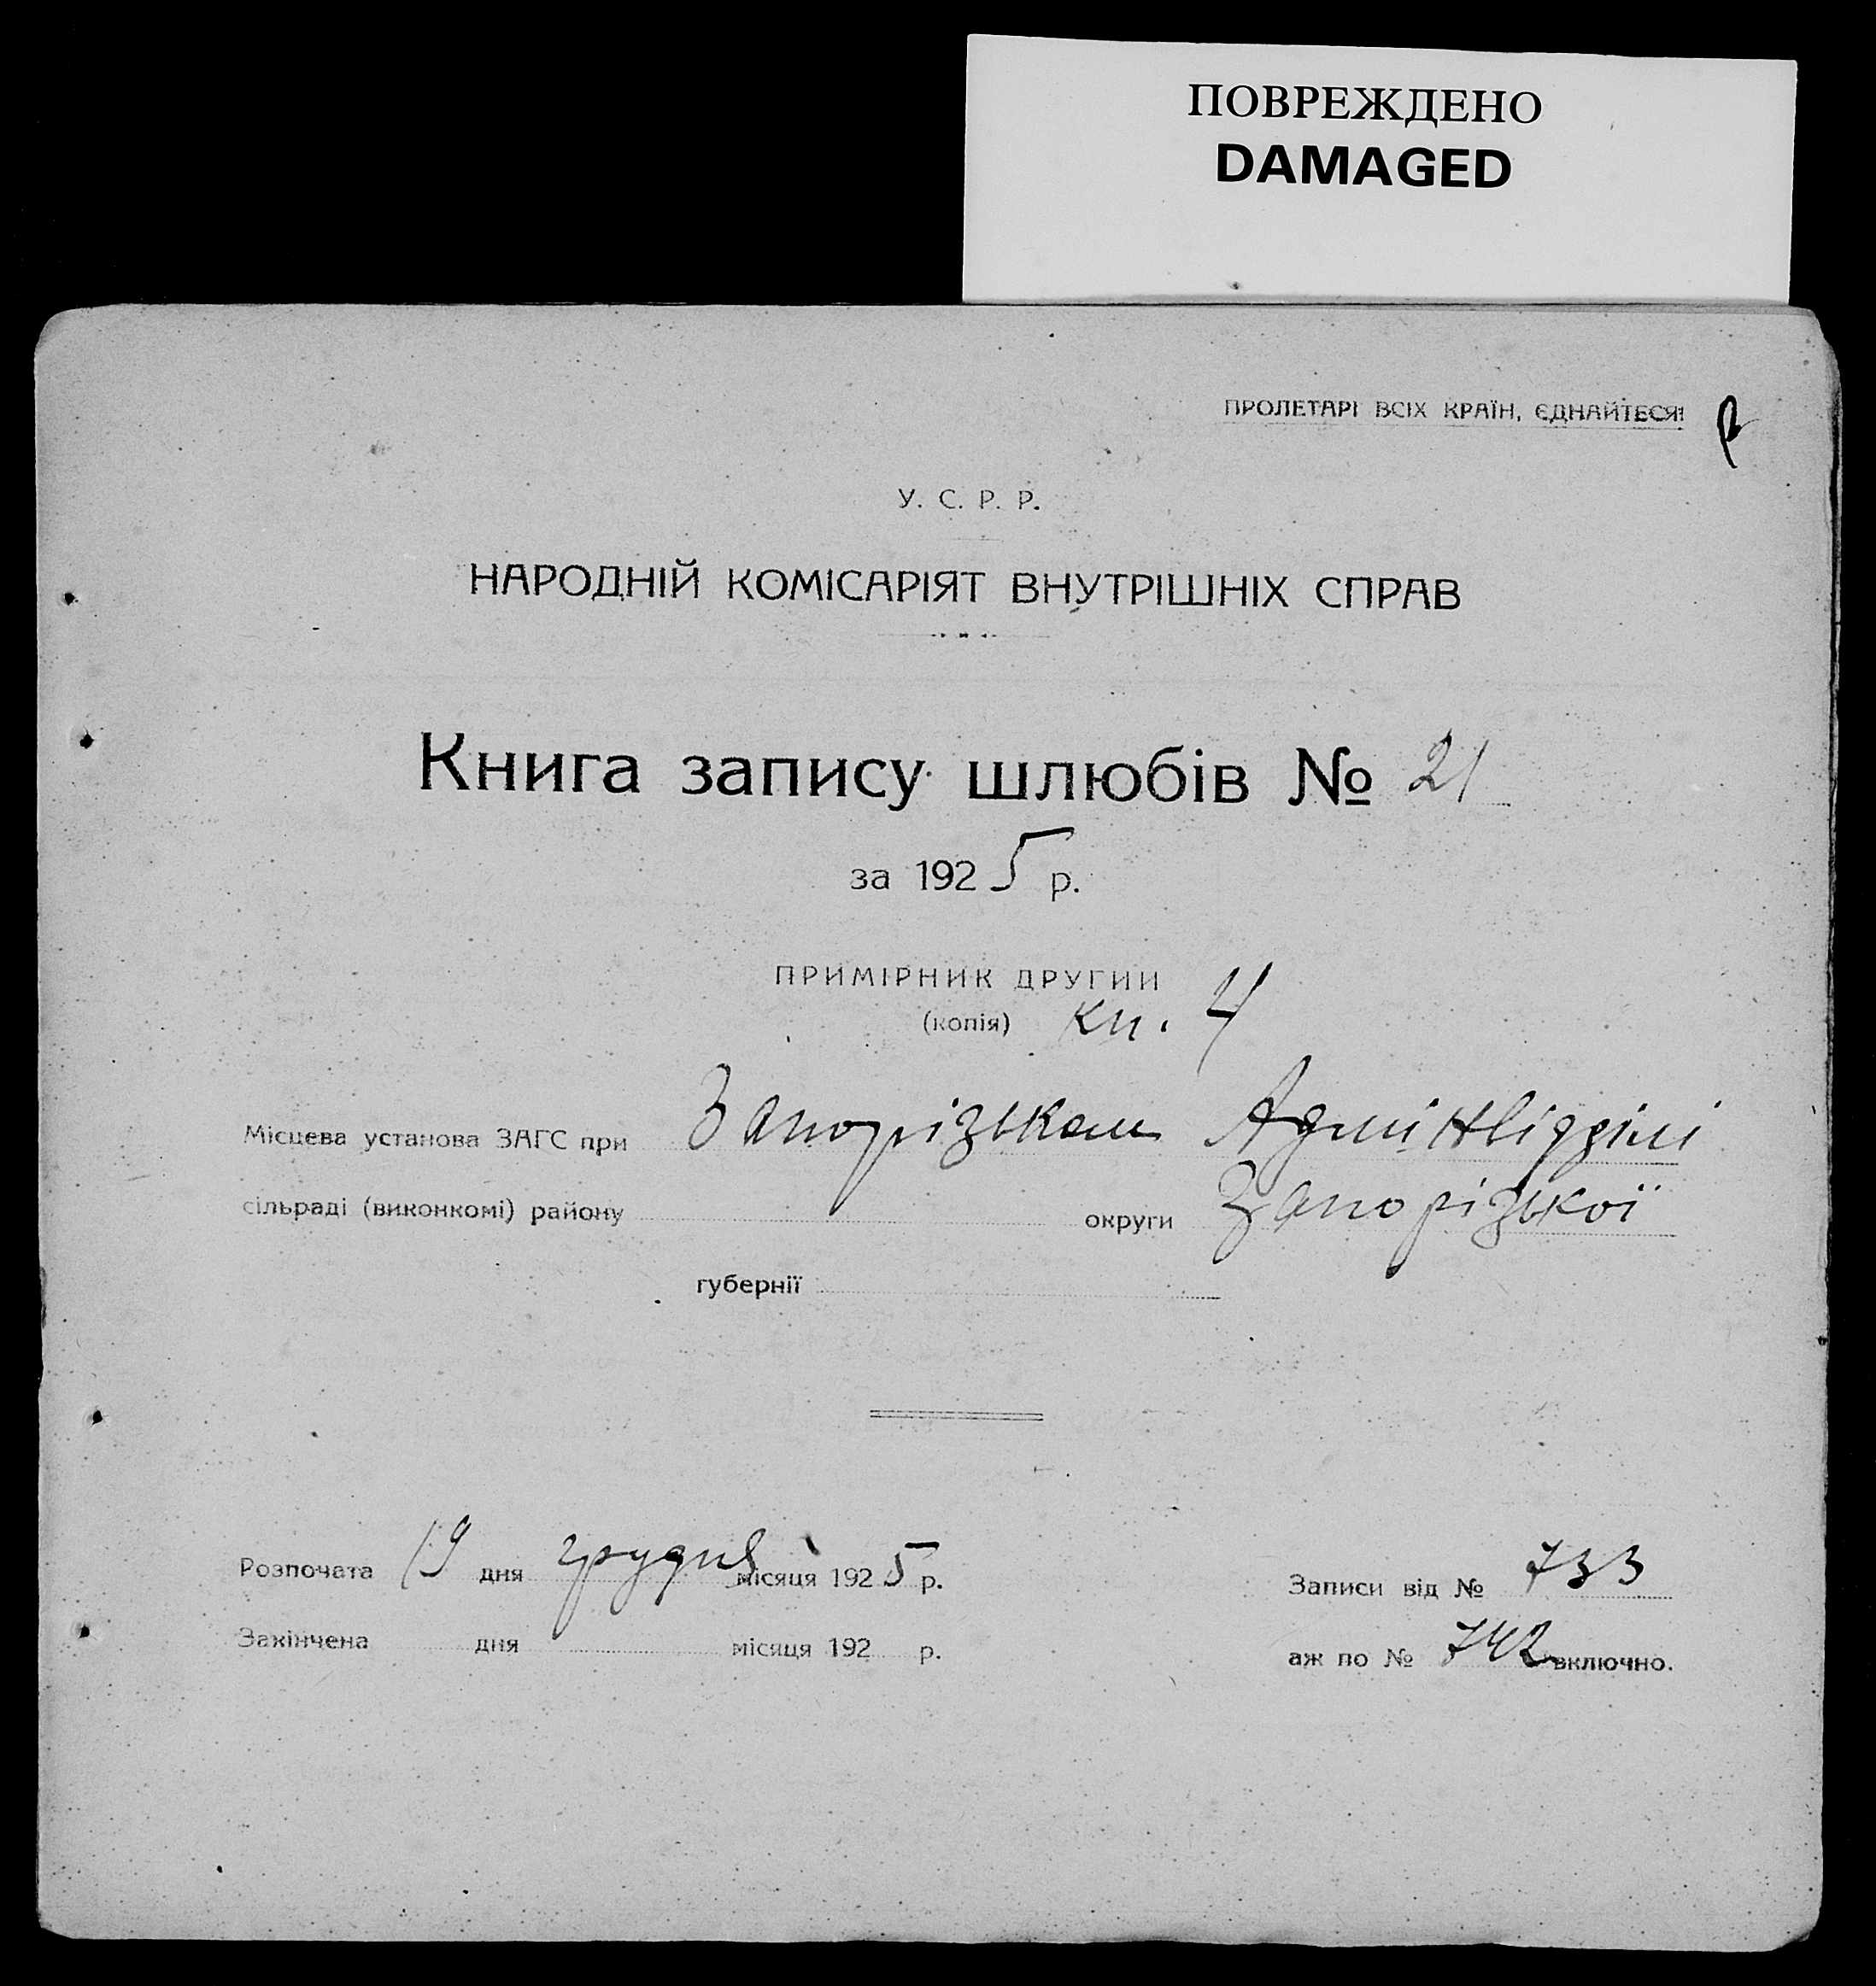 ПОВРЕЖДЕНО
DAMAGED
ПРОЛЕТАРІ ВСІХ КРАЇН, ЄДНАЙТЕСЯ!
У. С. Р. Р.
НАРОДНІЙ КОМІСАРІЯТ ВНУТРІШНІХ СПРАВ
Книга запису шлюбів № 21
за 1925 р.
ПРИМІРНИК ДРУГИЙ
(копія) кн. 4
Місцева установа ЗАГС при Запорізькам Адмінвідділі
сільраді (виконкомі) району округи Запорізької
губернії
Розпочата 19 дня грудня місяця 1925 р.
Записи від № 733
Закінчена дня місяця 192 р.
аж по № 742 включно.